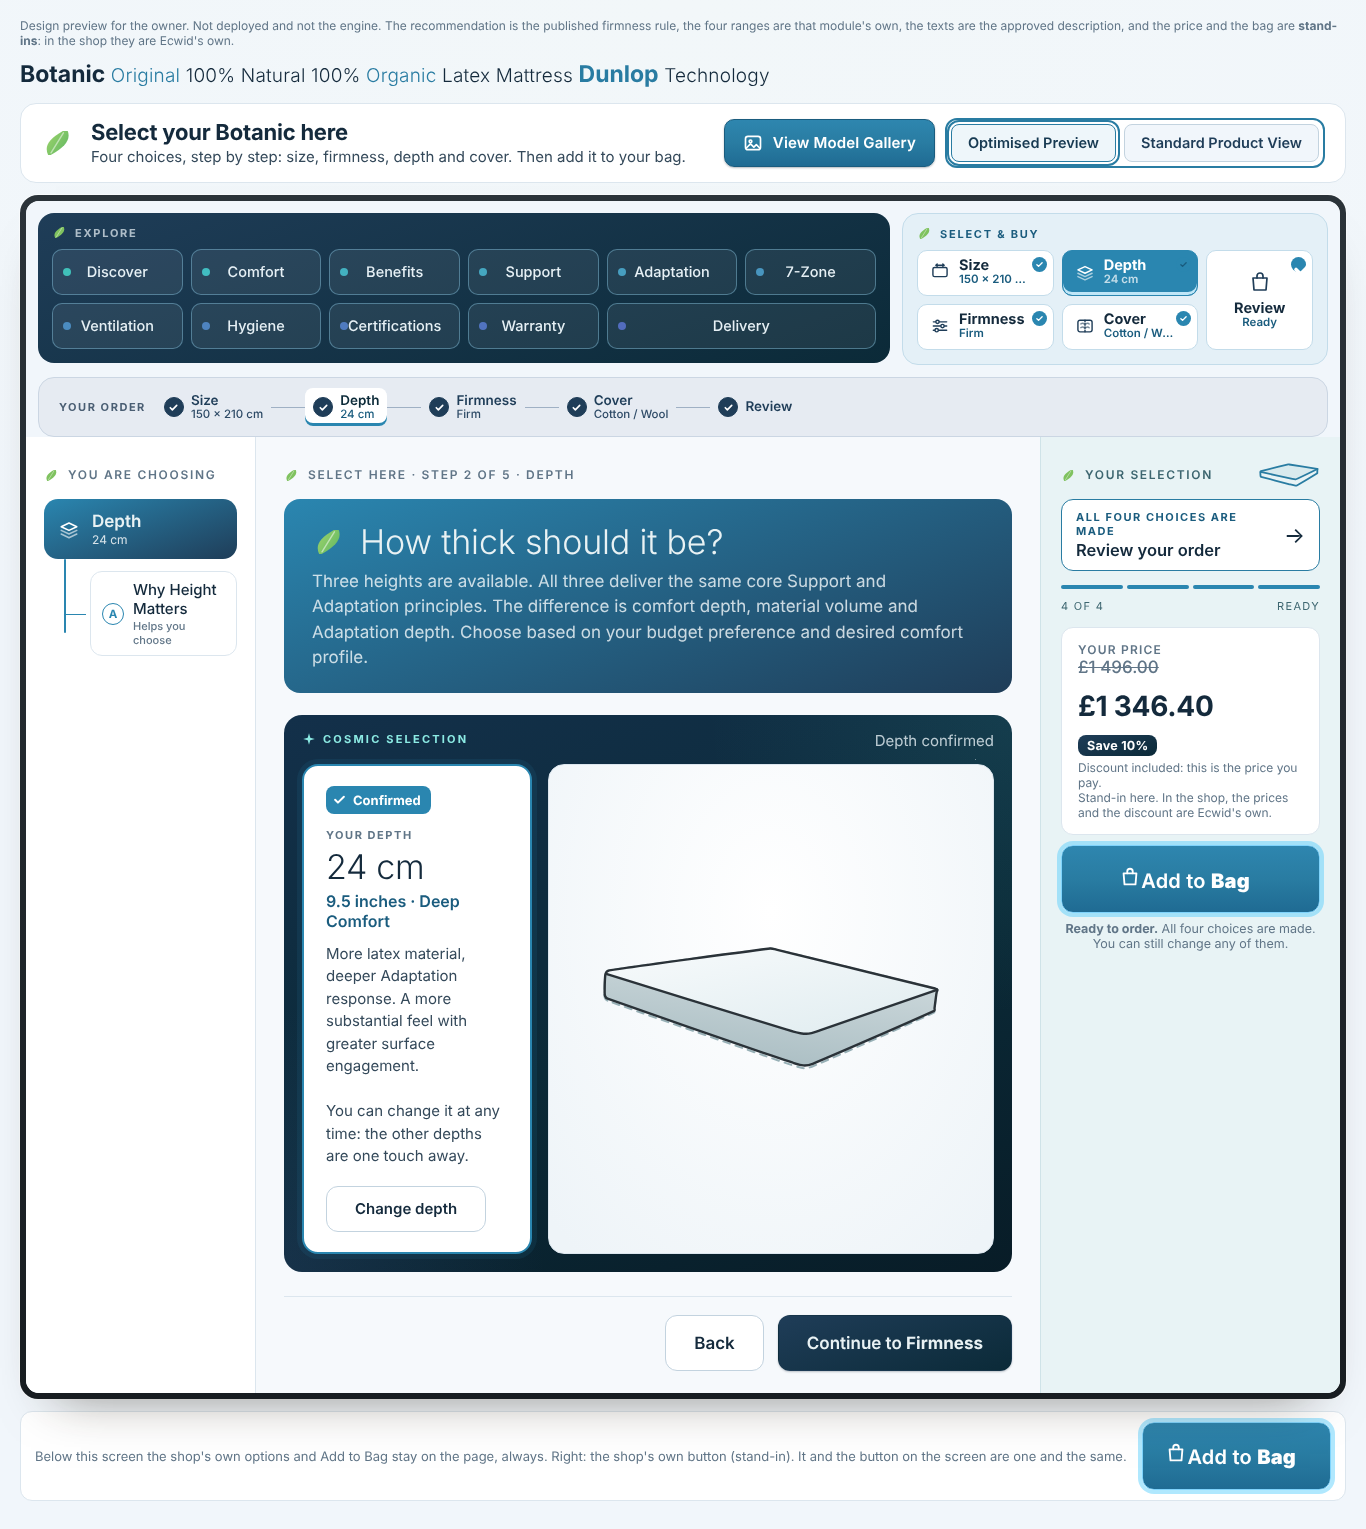 Design preview for the owner. Not deployed and not the engine. The recommendation is the published firmness rule, the four ranges are that module's own, the texts are the approved description, and the price and the bag are stand-
ins: in the shop they are Ecwid's own.
Botanic Original 100% Natural 100% Organic Latex Mattress Dunlop Technology
Select your Botanic here
Four choices, step by step: size, firmness, depth and cover. Then add it to your bag.
View Model Gallery
Optimised Preview
Standard Product View
EXPLORE
Discover
Comfort
Benefits
Support
Adaptation
7-Zone
Ventilation
Hygiene
Certifications
Warranty
Delivery
SELECT & BUY
Size
150 × 210 ...
Depth
24 cm
Firmness
Firm
Cover
Cotton / W...
Review
Ready
YOUR ORDER
Size
150 × 210 cm
Depth
24 cm
Firmness
Firm
Cover
Cotton / Wool
Review
YOU ARE CHOOSING
Depth
24 cm
A
Why Height
Matters
Helps you
choose
SELECT HERE · STEP 2 OF 5 · DEPTH
How thick should it be?
Three heights are available. All three deliver the same core Support and
Adaptation principles. The difference is comfort depth, material volume and
Adaptation depth. Choose based on your budget preference and desired comfort
profile.
COSMIC SELECTION
Depth confirmed
Confirmed
YOUR DEPTH
24 cm
9.5 inches · Deep
Comfort
More latex material,
deeper Adaptation
response. A more
substantial feel with
greater surface
engagement.
You can change it at any
time: the other depths
are one touch away.
Change depth
Back
Continue to Firmness
YOUR SELECTION
ALL FOUR CHOICES ARE
MADE
Review your order
4 OF 4
READY
YOUR PRICE
£1 496.00
£1 346.40
Save 10%
Discount included: this is the price you
pay.
Stand-in here. In the shop, the prices
and the discount are Ecwid's own.
Add to Bag
Ready to order. All four choices are made.
You can still change any of them.
Below this screen the shop's own options and Add to Bag stay on the page, always. Right: the shop's own button (stand-in). It and the button on the screen are one and the same.
Add to Bag